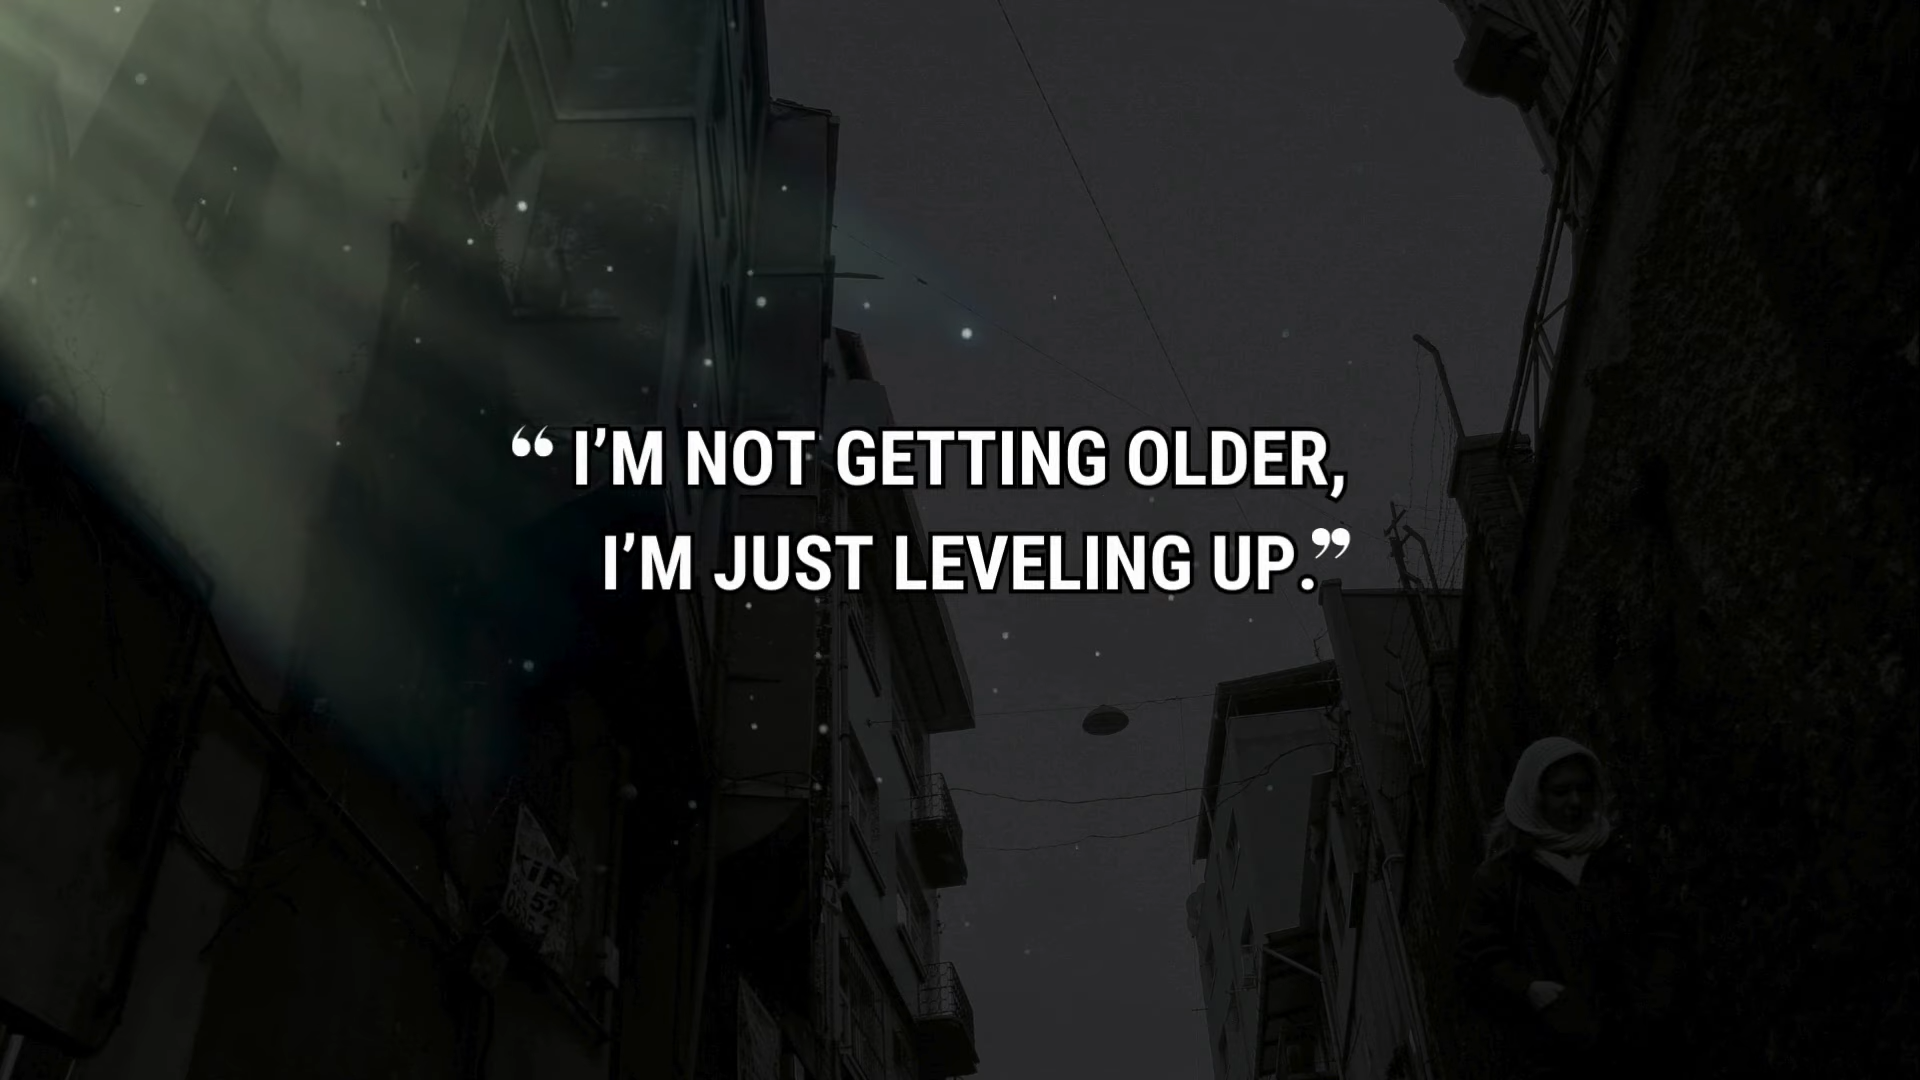 “ I’M NOT GETTING OLDER,
I’M JUST LEVELING UP.”